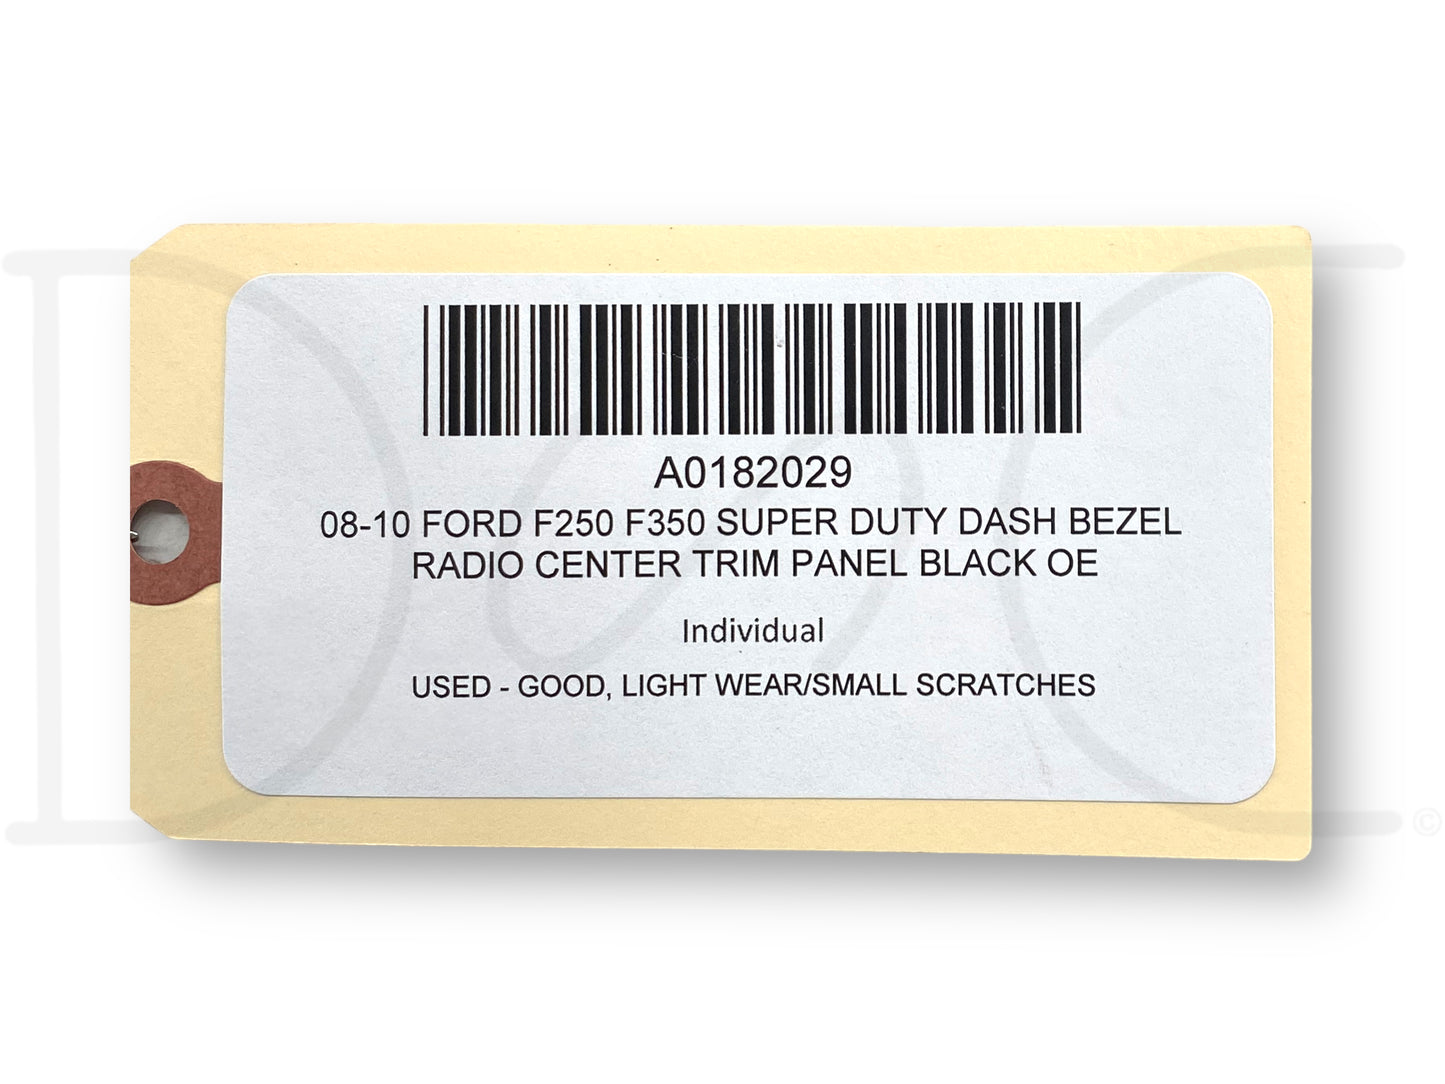 A0182029
08-10 FORD F250 F350 SUPER DUTY DASH BEZEL
RADIO CENTER TRIM PANEL BLACK OE
Individual
USED - GOOD, LIGHT WEAR/SMALL SCRATCHES
©